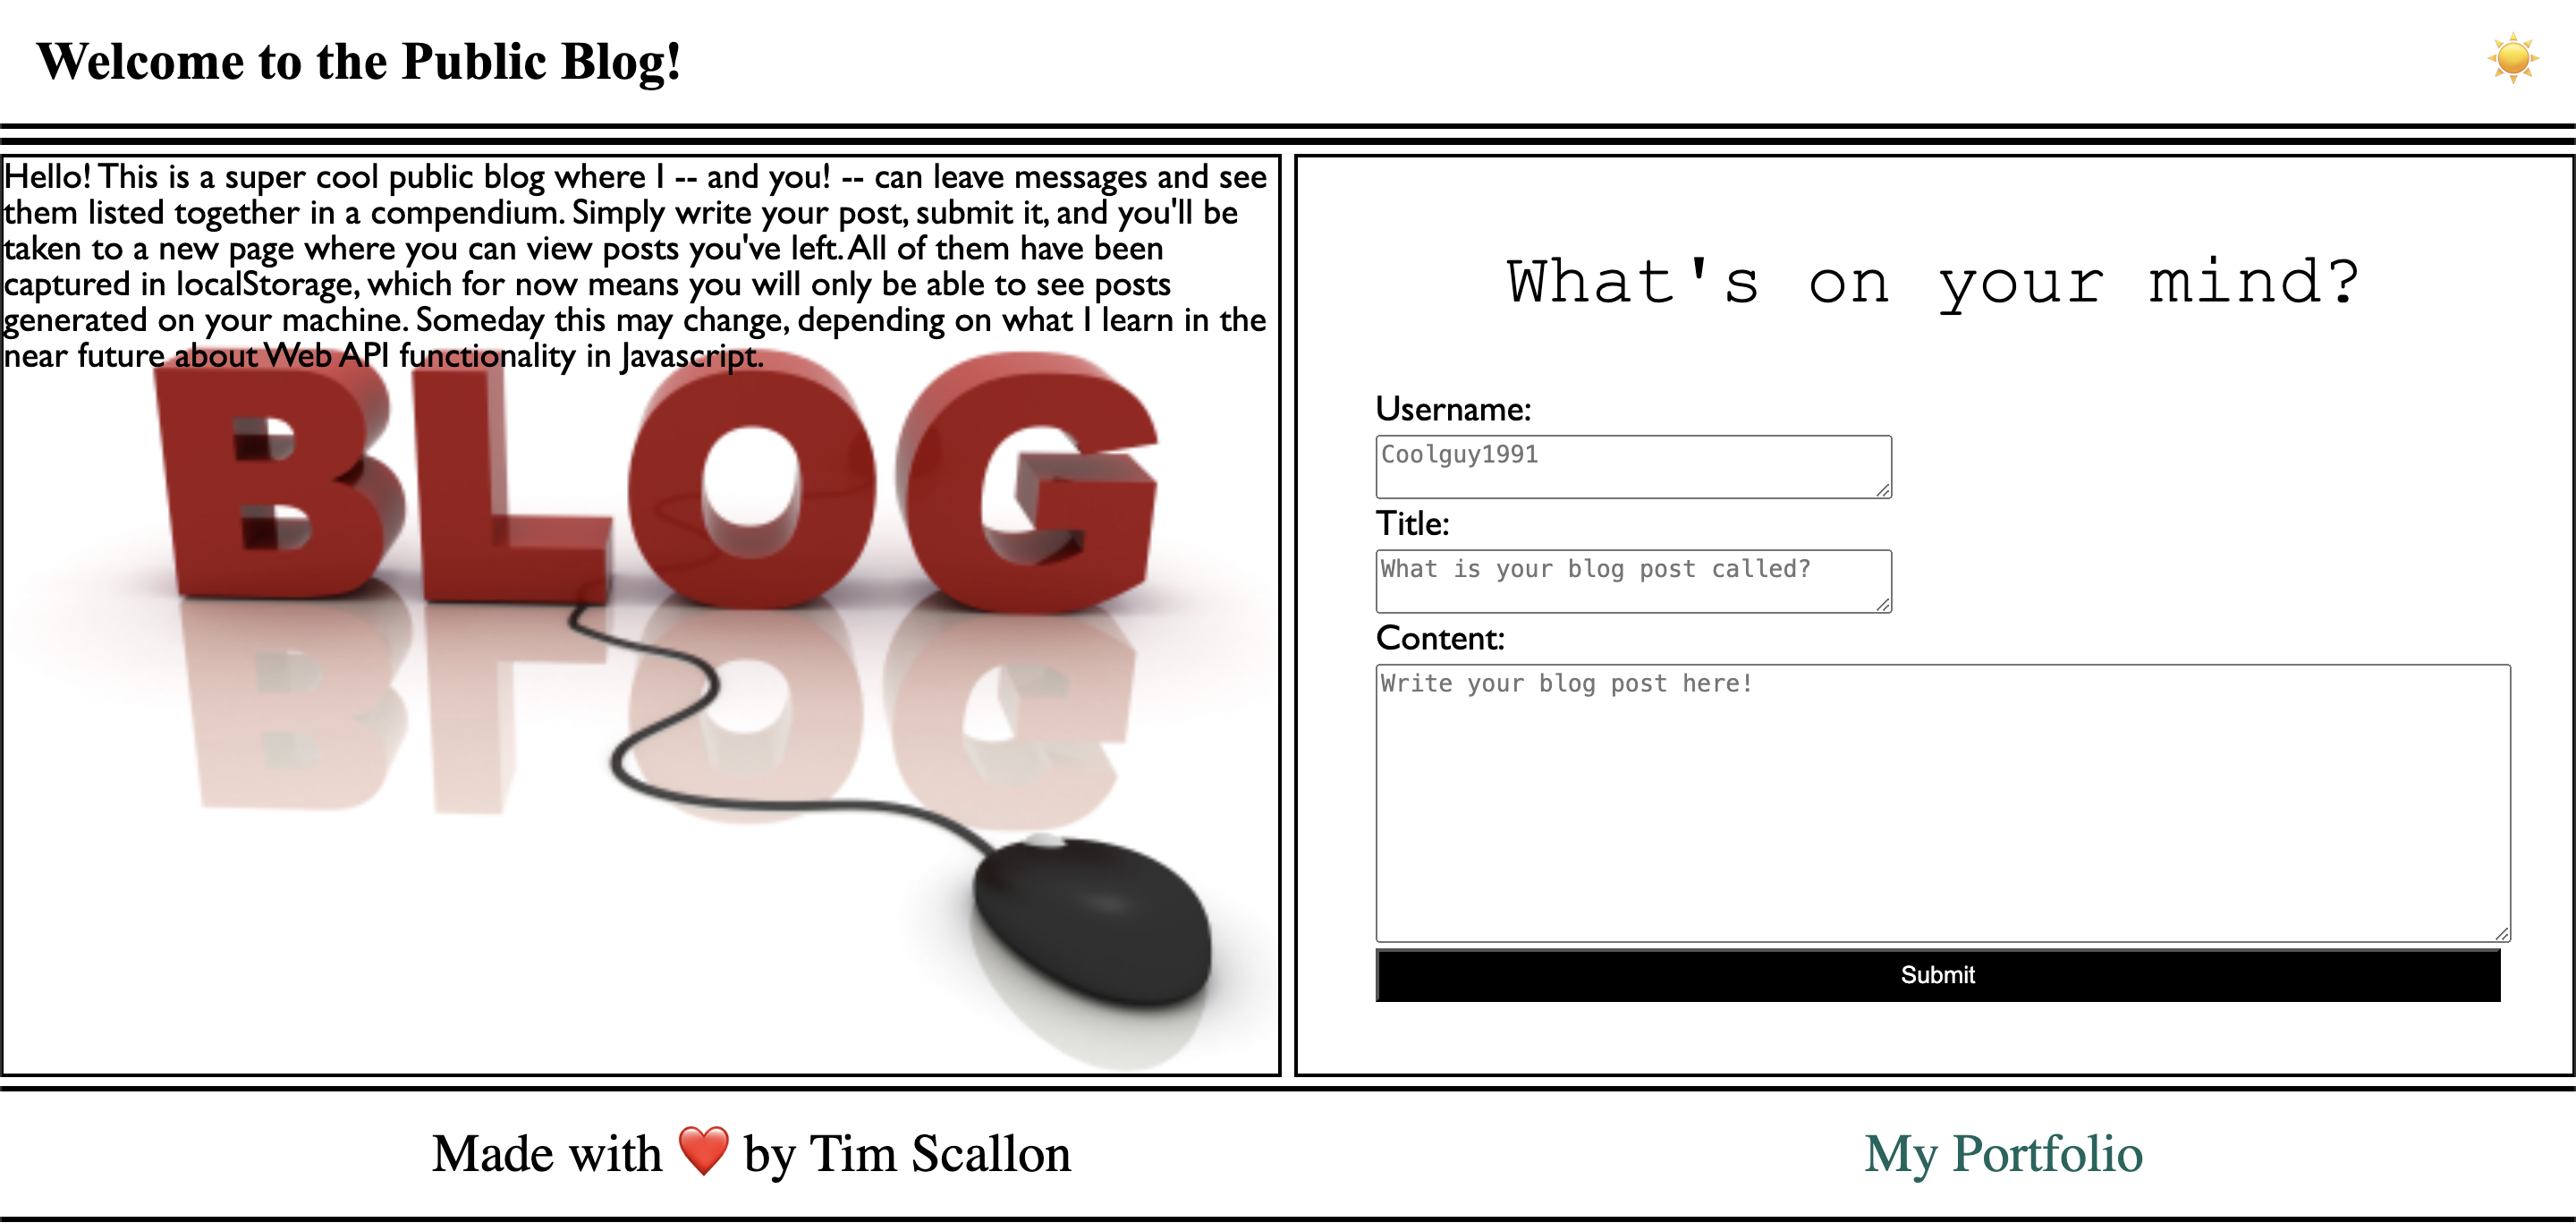 Welcome to the Public Blog!
Hello! This is a super cool public blog where I -- and you! -- can leave messages and see
them listed together in a compendium. Simply write your post, submit it, and you'll be
taken to a new page where you can view posts you've left. All of them have been
captured in localStorage, which for now means you will only be able to see posts
generated on your machine. Someday this may change, depending on what I learn in the
near future about Web API functionality in Javascript.
BLOG
What's on your mind?
Username:
Coolguy1991
Title:
What is your blog post called?
Content:
Write your blog post here!
Submit
Made with ❤️ by Tim Scallon
My Portfolio